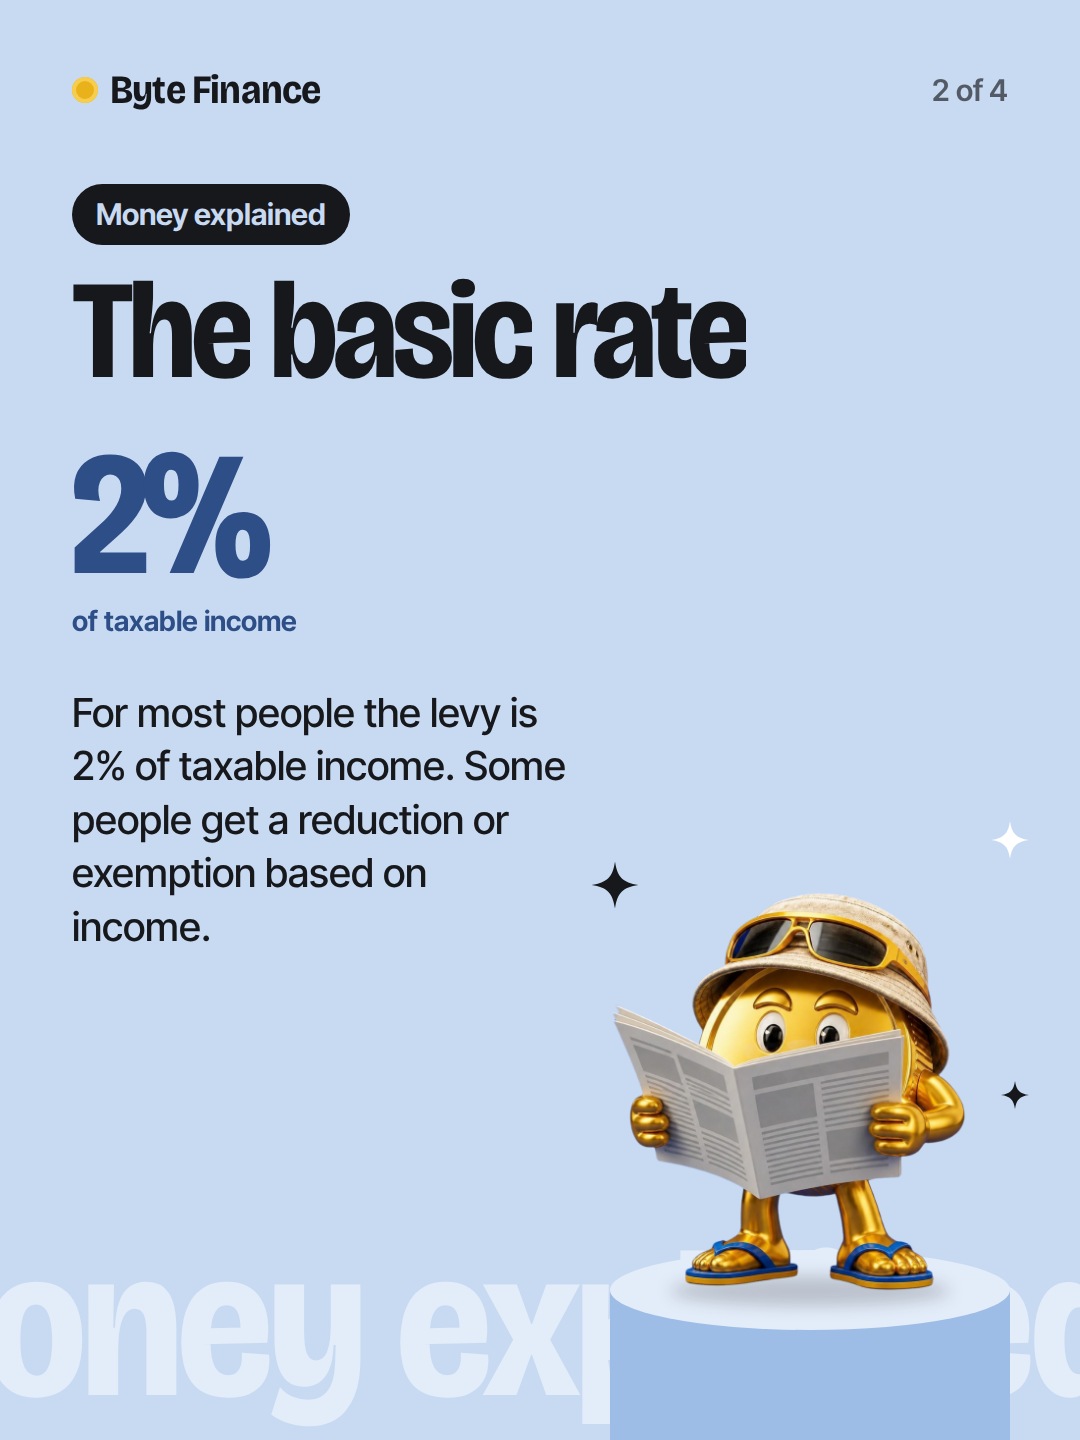 Byte Finance
2 of 4
Money explained
The basic rate
2%
of taxable income
For most people the levy is
2% of taxable income. Some
people get a reduction or
exemption based on
income.
oney exp ed